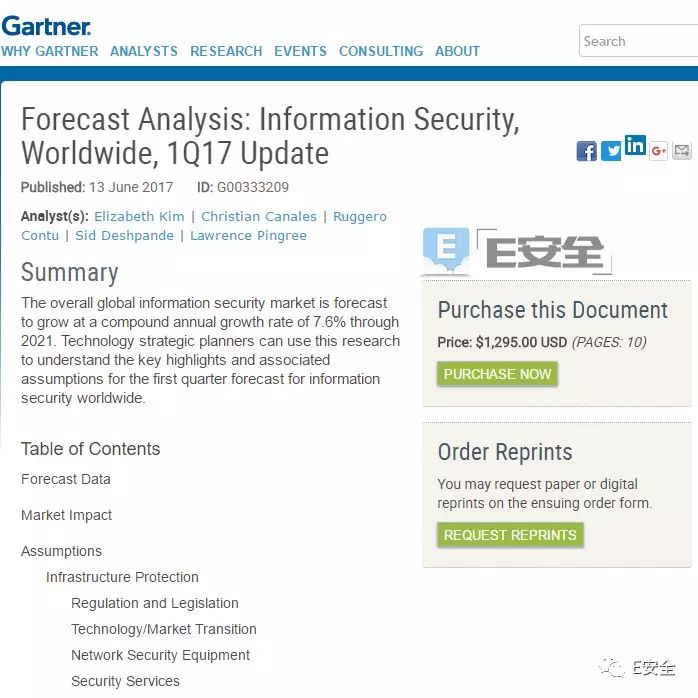 Gartner.
WHY GARTNER ANALYSTS RESEARCH EVENTS CONSULTING ABOUT
Search
Forecast Analysis: Information Security,
Worldwide, 1Q17 Update
Published: 13 June 2017 ID: G00333209
Analyst(s): Elizabeth Kim | Christian Canales | Ruggero
Contu | Sid Deshpande | Lawrence Pingree
Summary
The overall global information security market is forecast
to grow at a compound annual growth rate of 7.6% through
2021. Technology strategic planners can use this research
to understand the key highlights and associated
assumptions for the first quarter forecast for information
security worldwide.
Table of Contents
Forecast Data
Market Impact
Assumptions
Infrastructure Protection
Regulation and Legislation
Technology/Market Transition
Network Security Equipment
Security Services
f
in
G+
E
E安全
Purchase this Document
Price: $1,295.00 USD (PAGES: 10)
PURCHASE NOW
Order Reprints
You may request paper or digital
reprints on the ensuing order form.
REQUEST REPRINTS
E安全